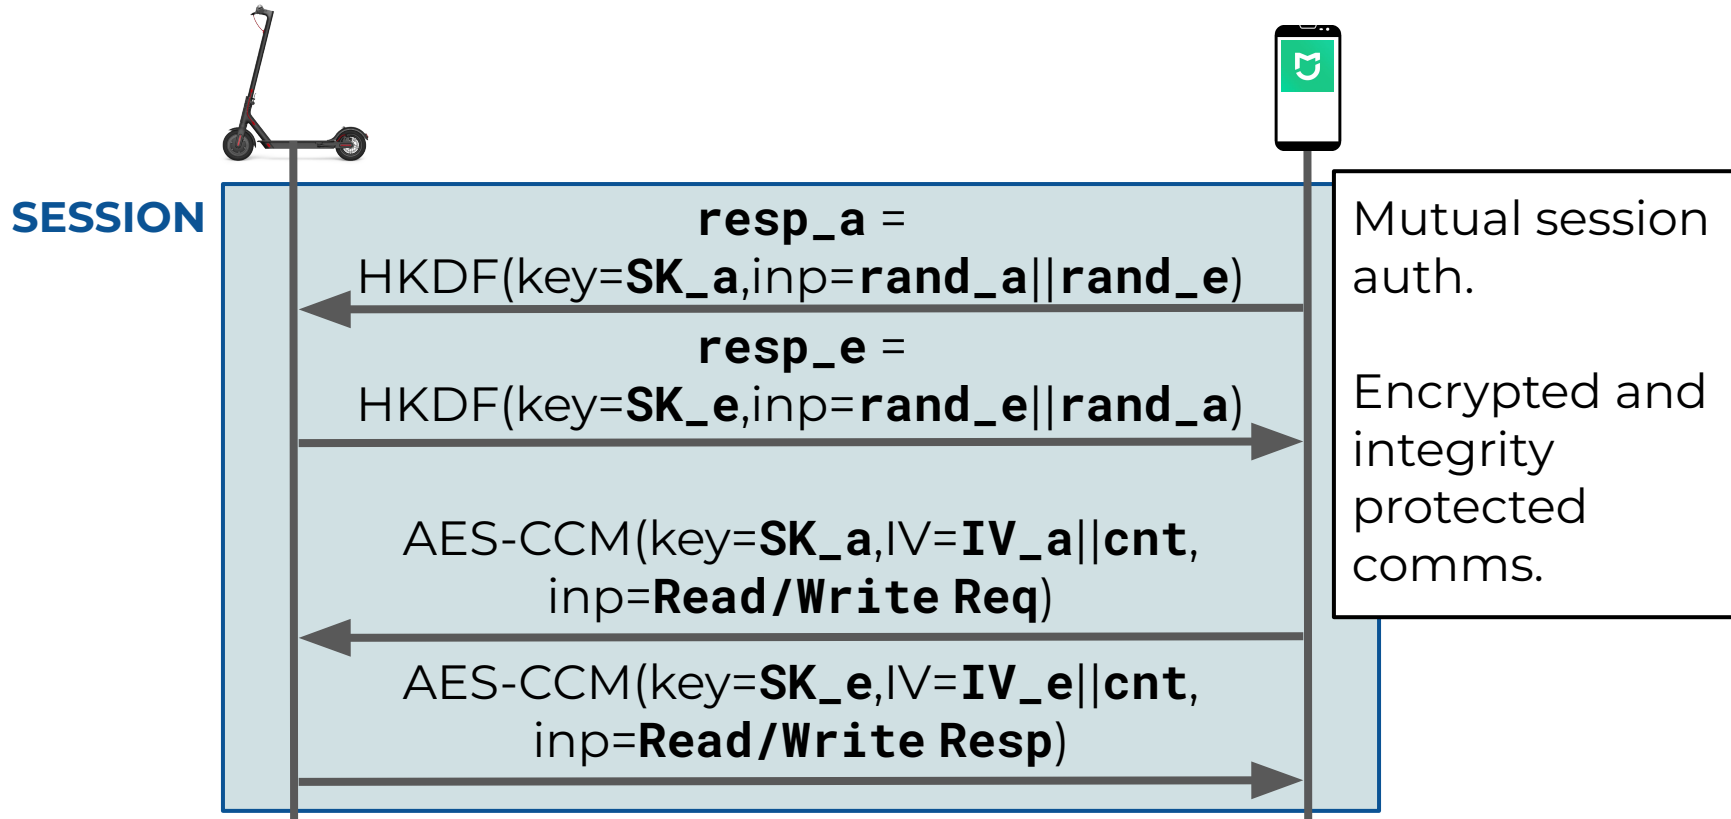 SESSION
resp_a =
HKDF(key=SK_a,inp=rand_a||rand_e)
resp_e =
HKDF(key=SK_e,inp=rand_e||rand_a)
AES-CCM(key=SK_a,IV=IV_a||cnt,
inp=Read/Write Req)
AES-CCM(key=SK_e,IV=IV_e||cnt,
inp=Read/Write Resp)
Mutual session
auth.
Encrypted and
integrity
protected
comms.